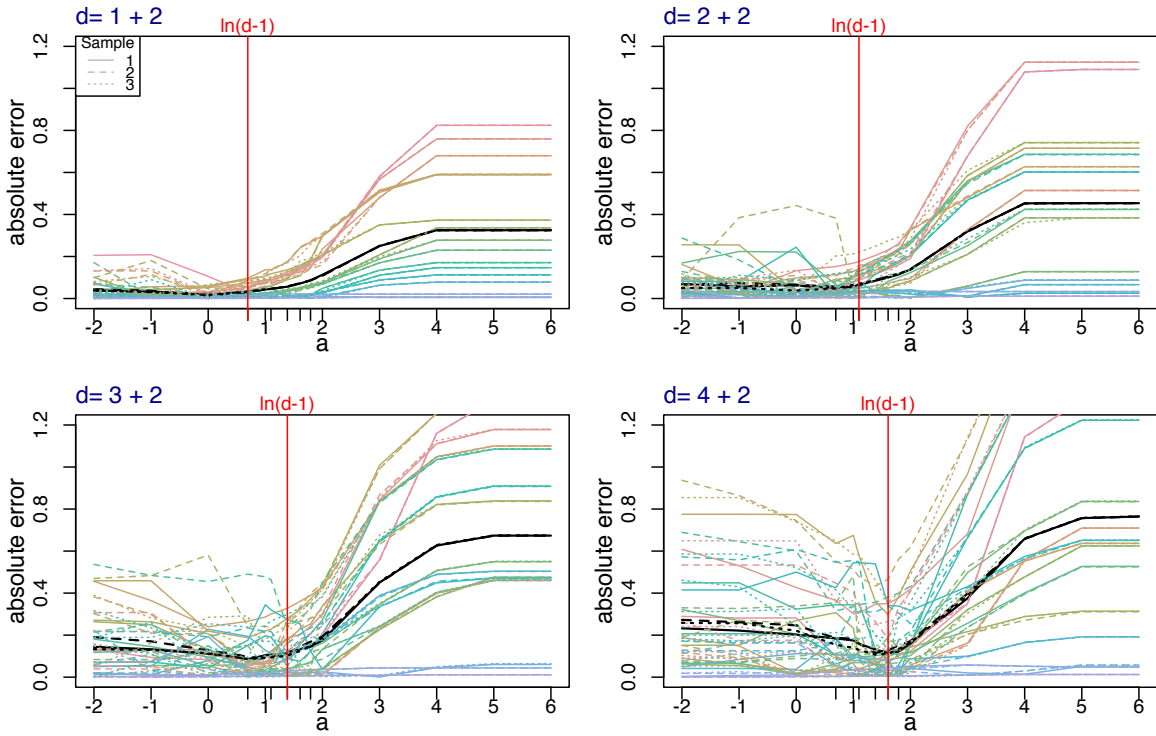 d= 1 + 2
ln(d-1)
Sample
1
2
3
absolute error
0.0 0.4 0.8 1.2
-2 -1 0 1 2 3 4 5 6
a
d= 2 + 2
ln(d-1)
absolute error
0.0 0.4 0.8 1.2
-2 -1 0 1 2 3 4 5 6
a
d= 3 + 2
ln(d-1)
absolute error
0.0 0.4 0.8 1.2
-2 -1 0 1 2 3 4 5 6
a
d= 4 + 2
ln(d-1)
absolute error
0.0 0.4 0.8 1.2
-2 -1 0 1 2 3 4 5 6
a